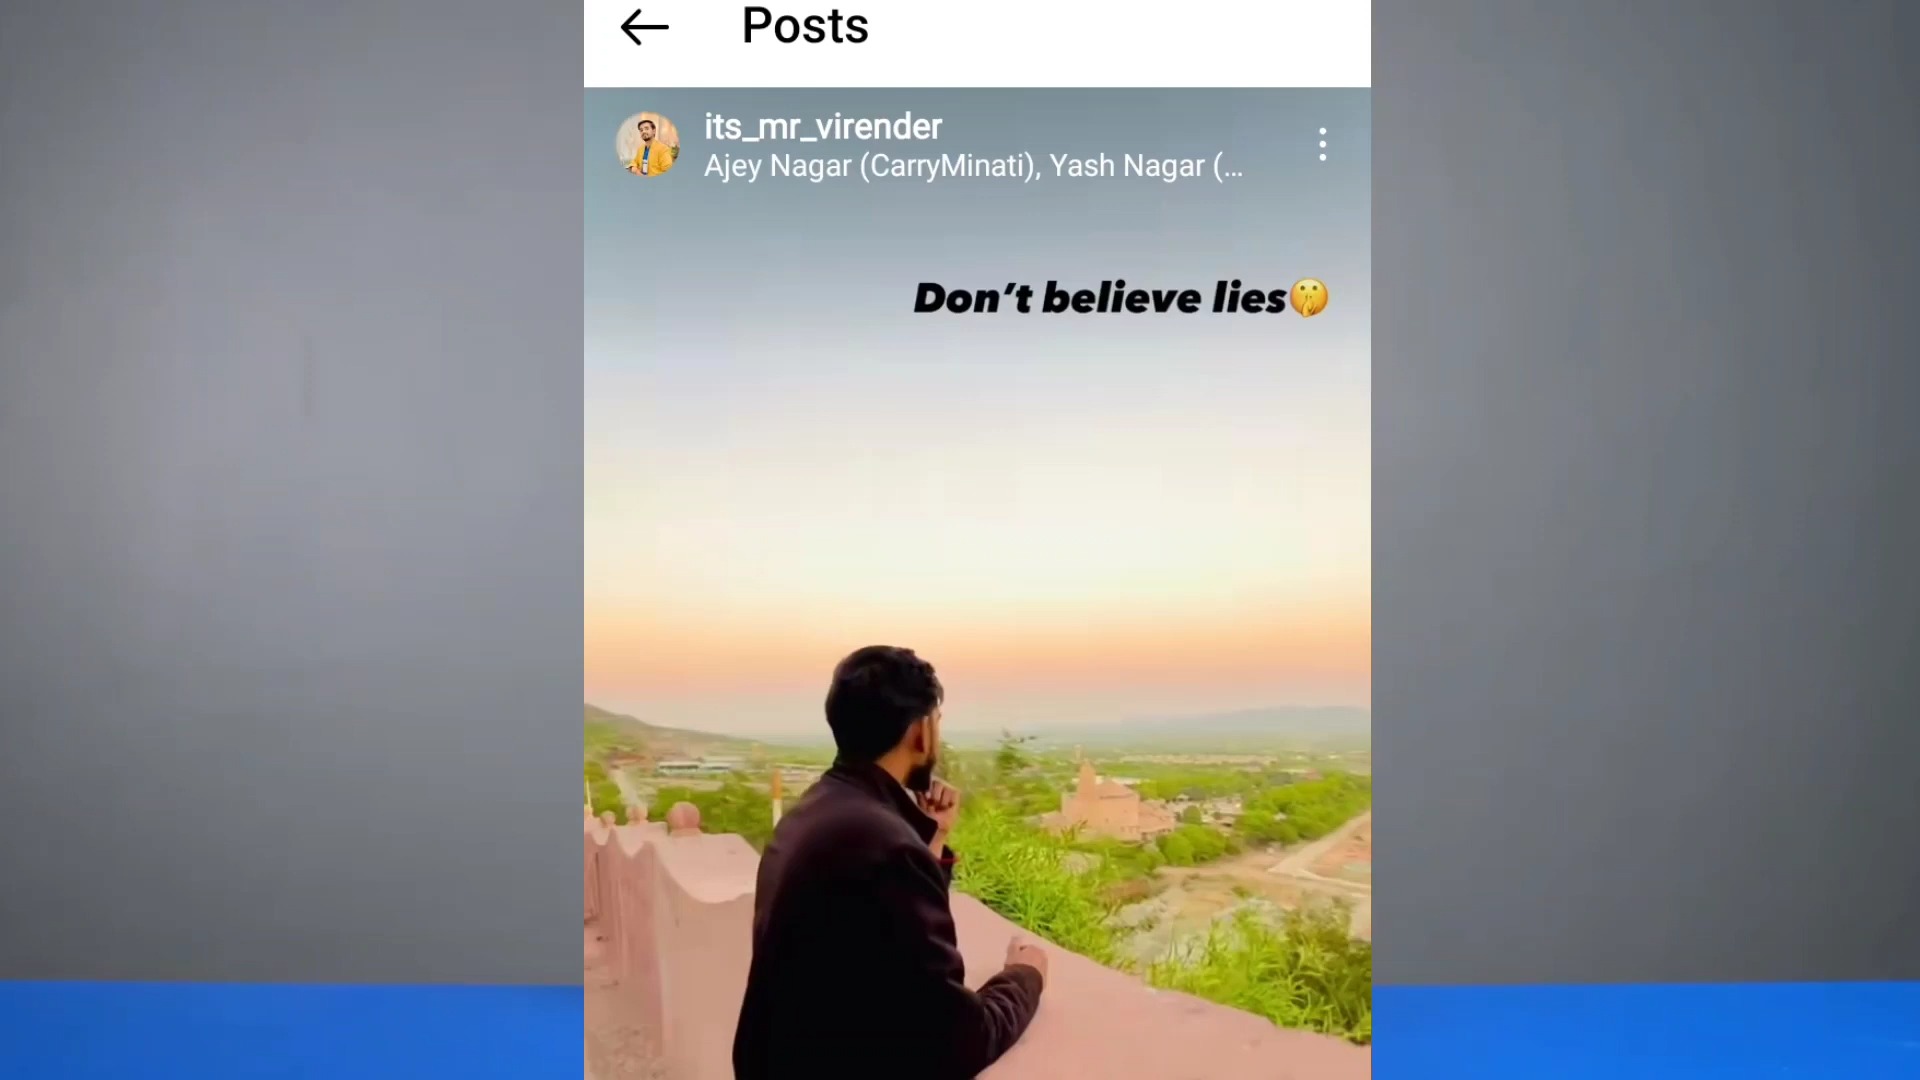 Posts
its_mr_virender
Ajey Nagar (CarryMinati), Yash Nagar (...
Don't believe lies🤫